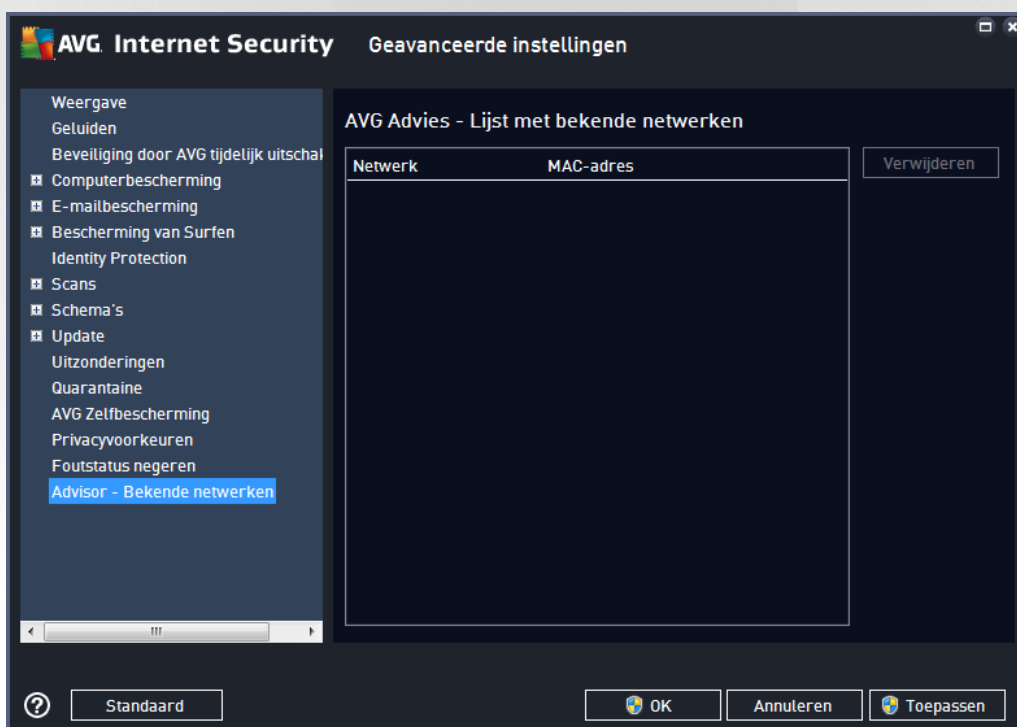 AVG. Internet Security Geavanceerde instellingen
Weergave
Geluiden
Beveiliging door AVG tijdelijk uitschal
Computerbescherming
E-mailbescherming
Bescherming van Surfen
Identity Protection
Scans
Schema's
Update
Uitzonderingen
Quarantaine
AVG Zelfbescherming
Privacyvoorkeuren
Foutstatus negeren
Advisor - Bekende netwerken
AVG Advies - Lijst met bekende netwerken
Netwerk MAC-adres
Verwijderen
Standaard
OK
Annuleren
Toepassen